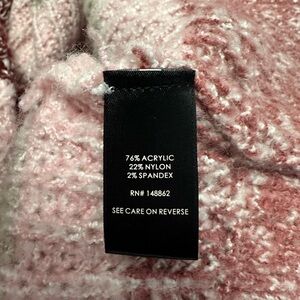 76% ACRYLIC
22% NYLON
2% SPANDEX
RN# 148862
SEE CARE ON REVERSE